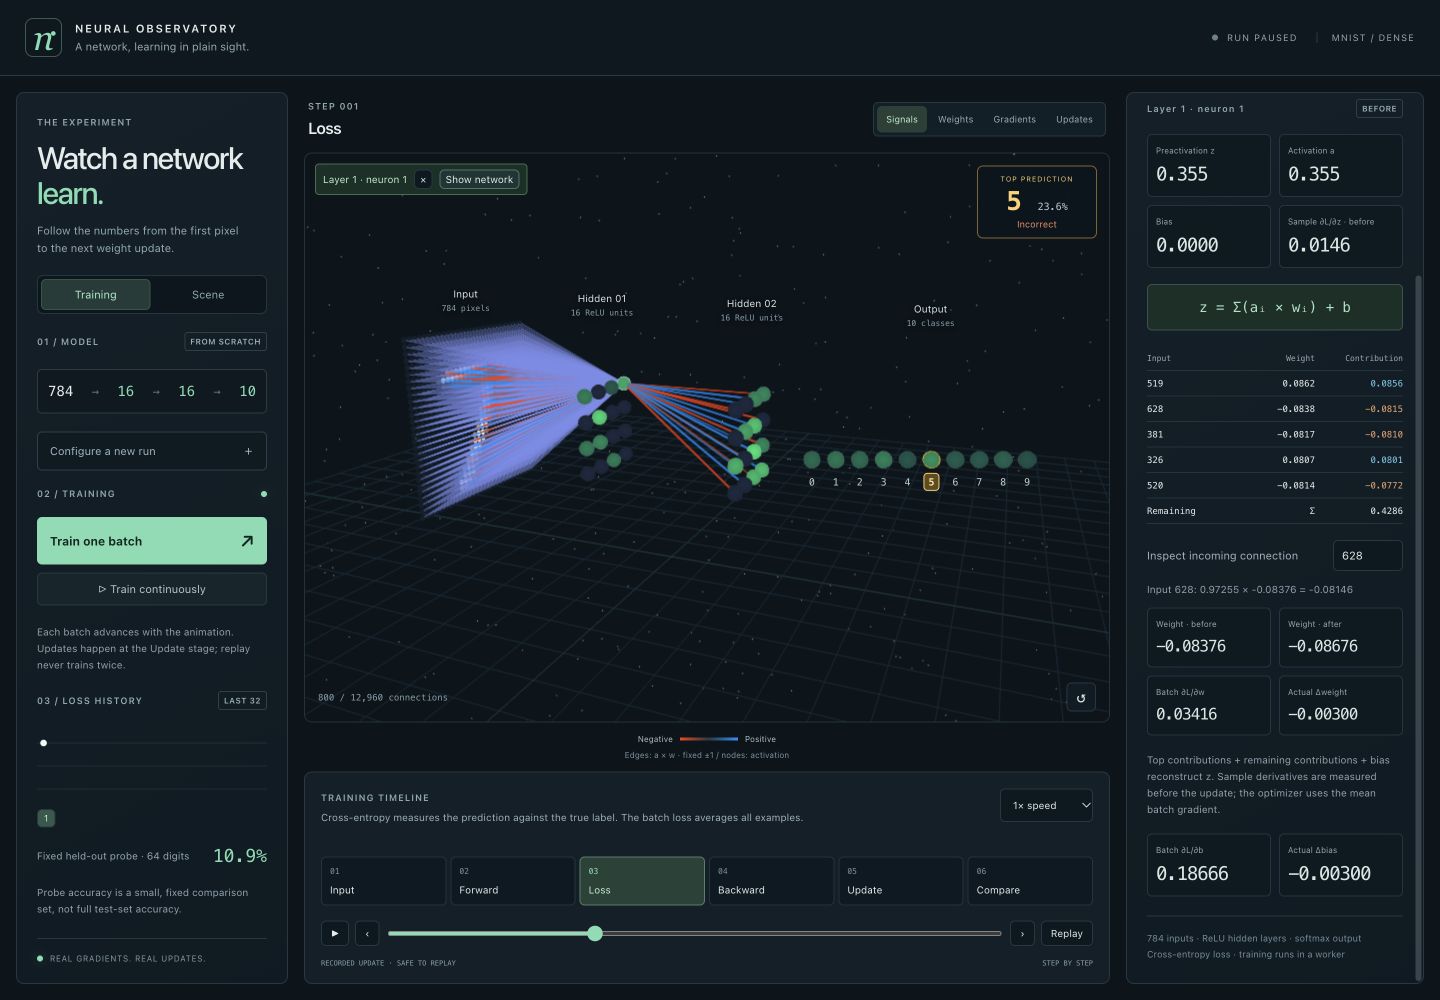 n
NEURAL OBSERVATORY
A network, learning in plain sight.
RUN PAUSED
MNIST / DENSE
THE EXPERIMENT
Watch a network
learn.
Follow the numbers from the first pixel
to the next weight update.
Training
Scene
01 / MODEL
FROM SCRATCH
784 → 16 → 16 → 10
Configure a new run +
02 / TRAINING
Train one batch
Train continuously
Each batch advances with the animation.
Updates happen at the Update stage; replay
never trains twice.
03 / LOSS HISTORY
LAST 32
1
Fixed held-out probe · 64 digits 10.9%
Probe accuracy is a small, fixed comparison
set, not full test-set accuracy.
REAL GRADIENTS. REAL UPDATES.
STEP 001
Loss
Signals
Weights
Gradients
Updates
Layer 1 · neuron 1 ×
Show network
TOP PREDICTION
5 23.6%
Incorrect
Input
784 pixels
Hidden 01
16 ReLU units
Hidden 02
16 ReLU units
Output
10 classes
0 1 2 3 4 5 6 7 8 9
800 / 12,960 connections
↺
Negative
Positive
Edges: a × w · fixed ±1 / nodes: activation
TRAINING TIMELINE
Cross-entropy measures the prediction against the true label. The batch loss averages all examples.
1× speed
01
Input
02
Forward
03
Loss
04
Backward
05
Update
06
Compare
▶ ‹
› Replay
RECORDED UPDATE · SAFE TO REPLAY
STEP BY STEP
Layer 1 · neuron 1
BEFORE
Preactivation z
0.355
Activation a
0.355
Bias
0.0000
Sample ∂L/∂z · before
0.0146
z = Σ(aᵢ × wᵢ) + b
Input Weight Contribution
519 0.0862 0.0856
628 −0.0838 −0.0815
381 −0.0817 −0.0810
326 0.0807 0.0801
520 −0.0814 −0.0772
Remaining Σ 0.4286
Inspect incoming connection 628
Input 628: 0.97255 × -0.08376 = -0.08146
Weight · before
−0.08376
Weight · after
−0.08676
Batch ∂L/∂w
0.03416
Actual Δweight
−0.00300
Top contributions + remaining contributions + bias
reconstruct z. Sample derivatives are measured
before the update; the optimizer uses the mean
batch gradient.
Batch ∂L/∂b
0.18666
Actual Δbias
−0.00300
784 inputs · ReLU hidden layers · softmax output
Cross-entropy loss · training runs in a worker